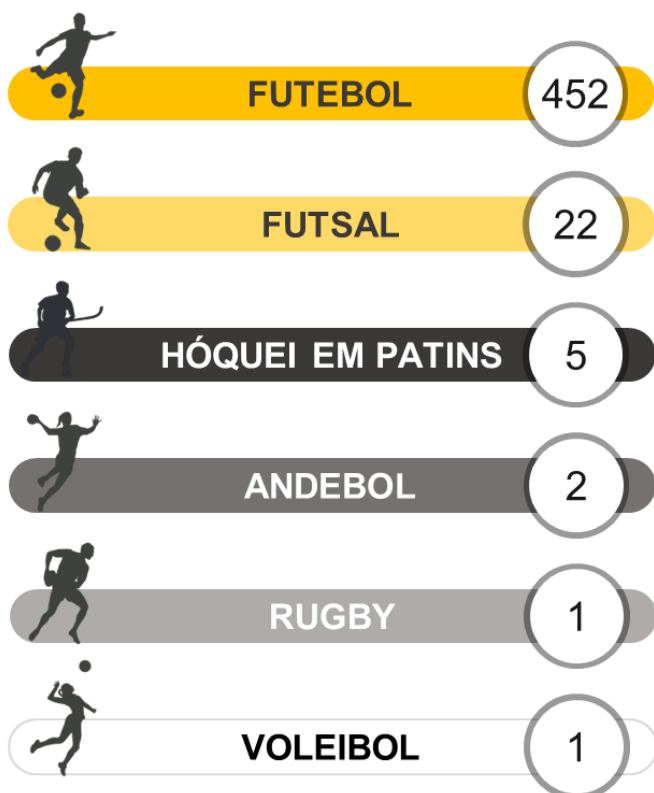 FUTEBOL 452
FUTSAL 22
HÓQUEI EM PATINS 5
ANDEBOL 2
RUGBY 1
VOLEIBOL 1